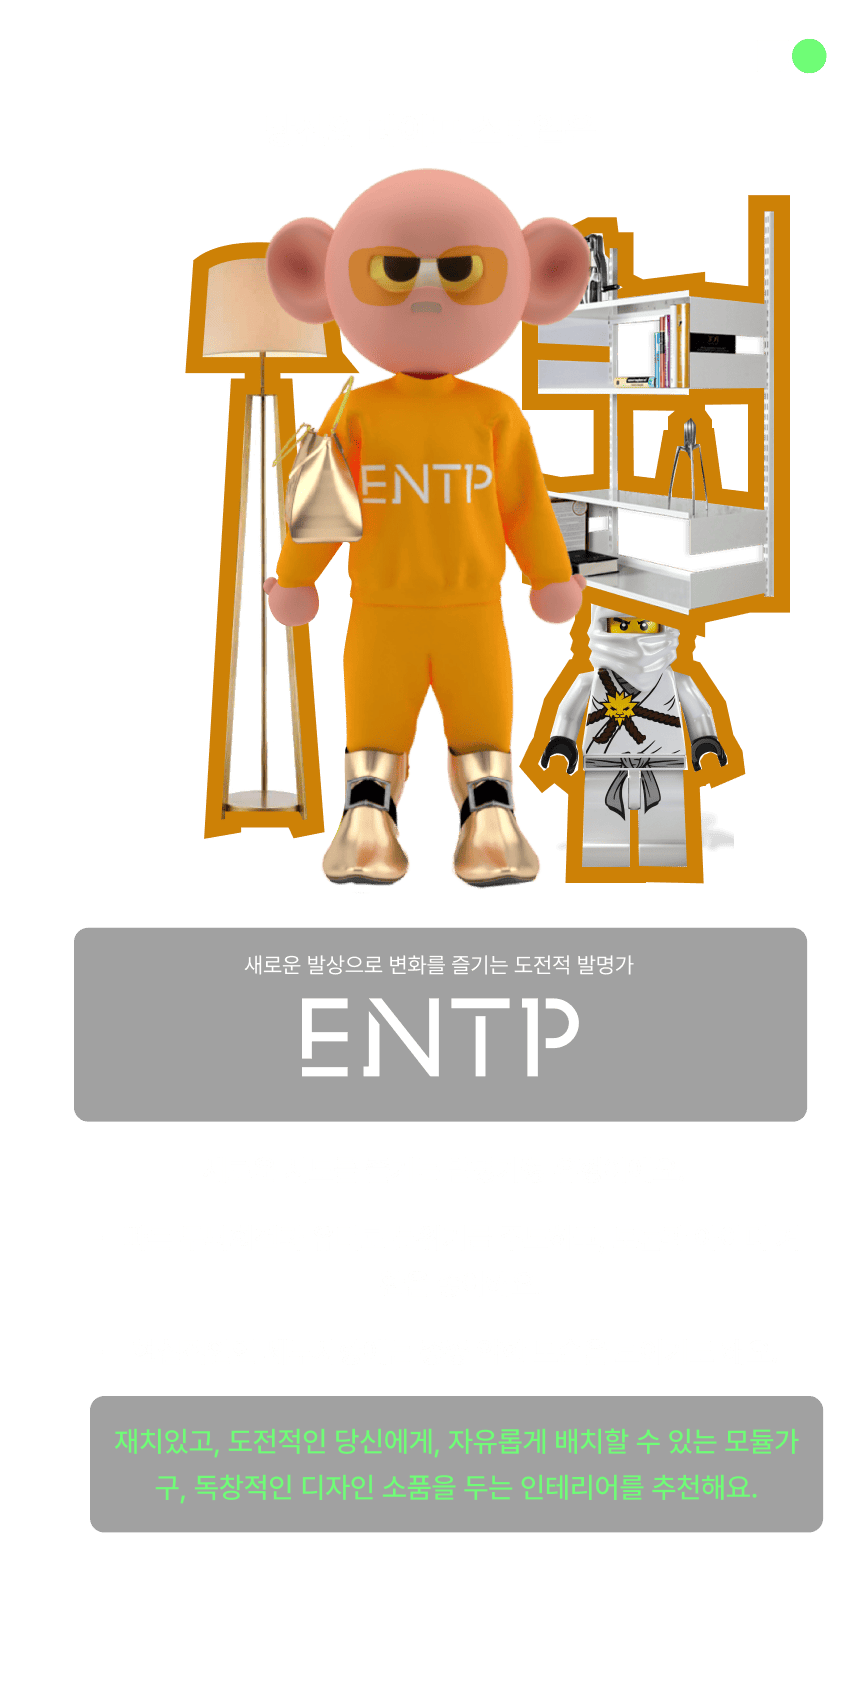 ENTP
새로운 발상으로 변화를 즐기는 도전적 발명가
ENTP
재치있고, 도전적인 당신에게, 자유롭게 배치할 수 있는 모듈가
구, 독창적인 디자인 소품을 두는 인테리어를 추천해요.